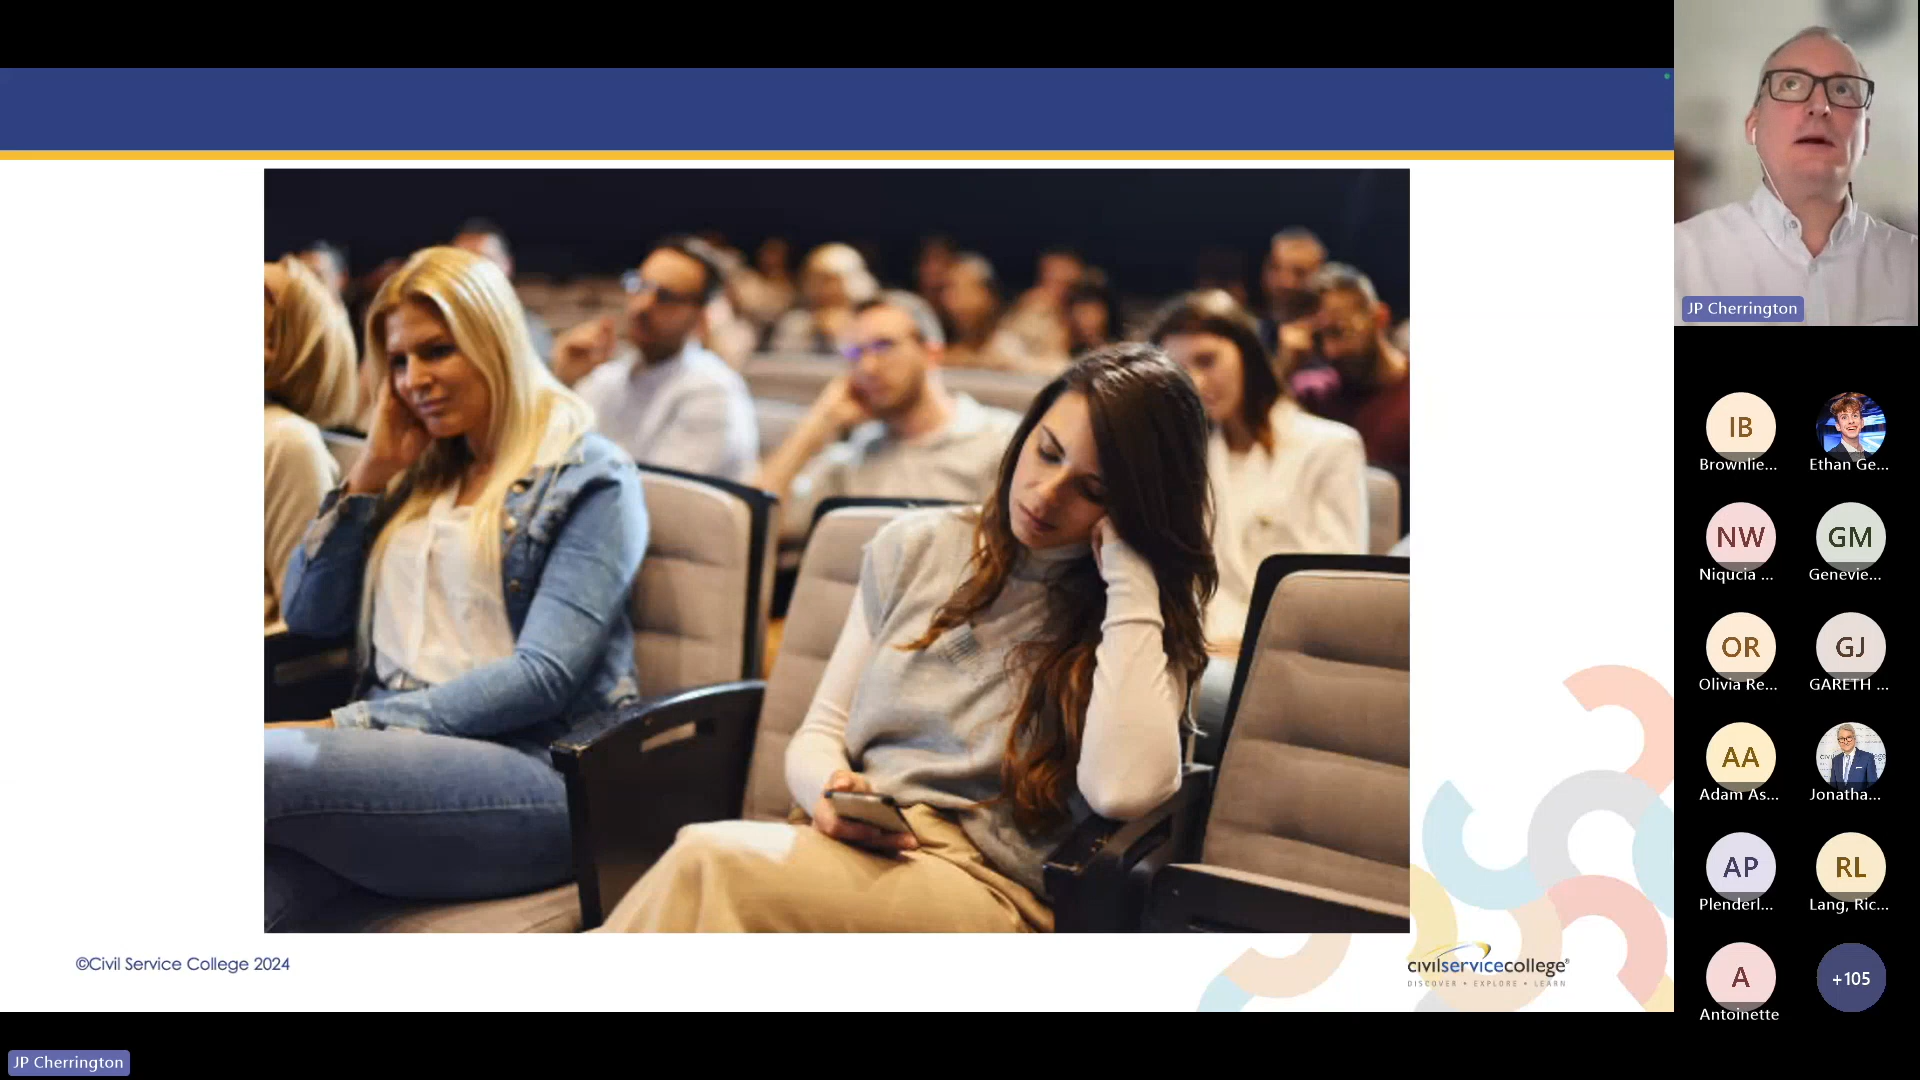 JP Cherrington
IB
Brownlie...
Ethan Ge...
NW
Niqucia ...
GM
Genevie...
OR
Olivia Re...
GJ
GARETH ...
AA
Adam As...
Jonatha...
AP
Plenderl...
RL
Lang, Ric...
A
Antoinette
+105
©Civil Service College 2024
civilservicecollege®
DISCOVER • EXPLORE • LEARN
JP Cherrington